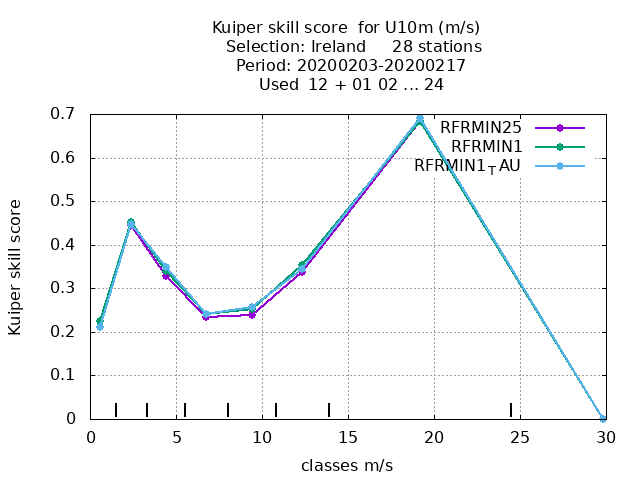 Kuiper skill score for U10m (m/s)
Selection: Ireland 28 stations
Period: 20200203-20200217
Used 12 + 01 02 ... 24
Kuiper skill score
0.7
0.6
0.5
0.4
0.3
0.2
0.1
0
RFRMIN25
RFRMIN1
RFRMIN1TAU
0 5 10 15 20 25 30
classes m/s